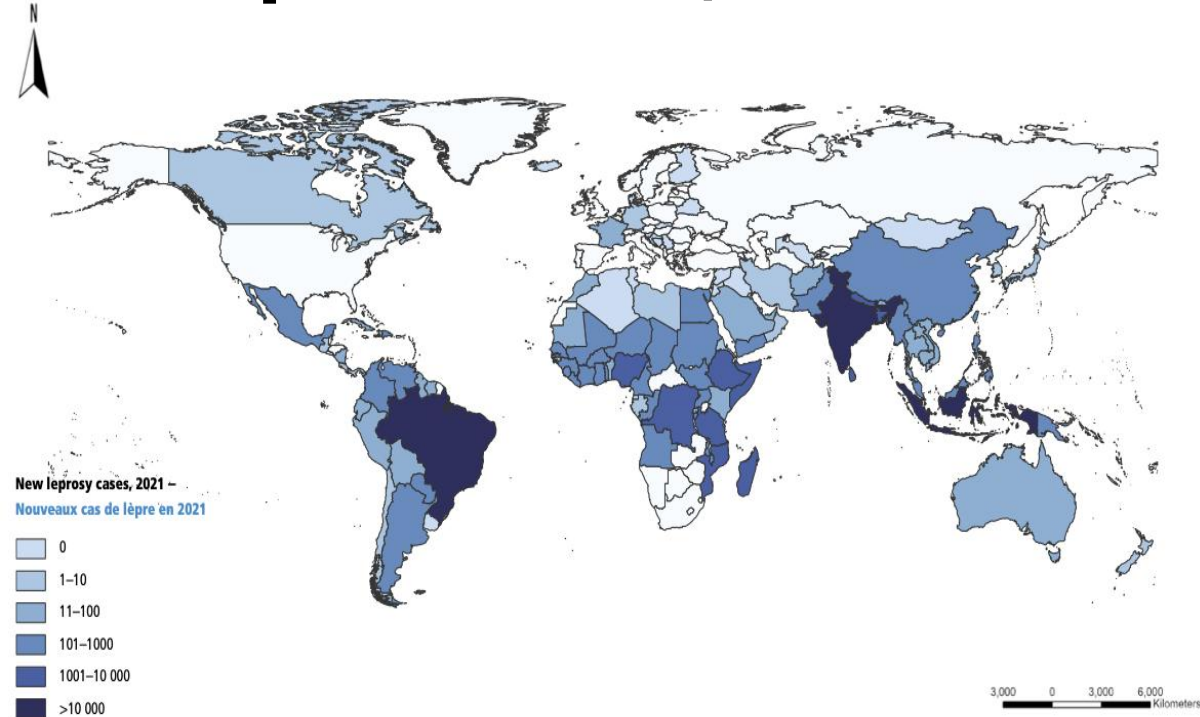 N
New leprosy cases, 2021 –
Nouveaux cas de lèpre en 2021
0
1–10
11–100
101–1000
1001–10 000
>10 000
3,000 0 3,000 6,000
Kilometers